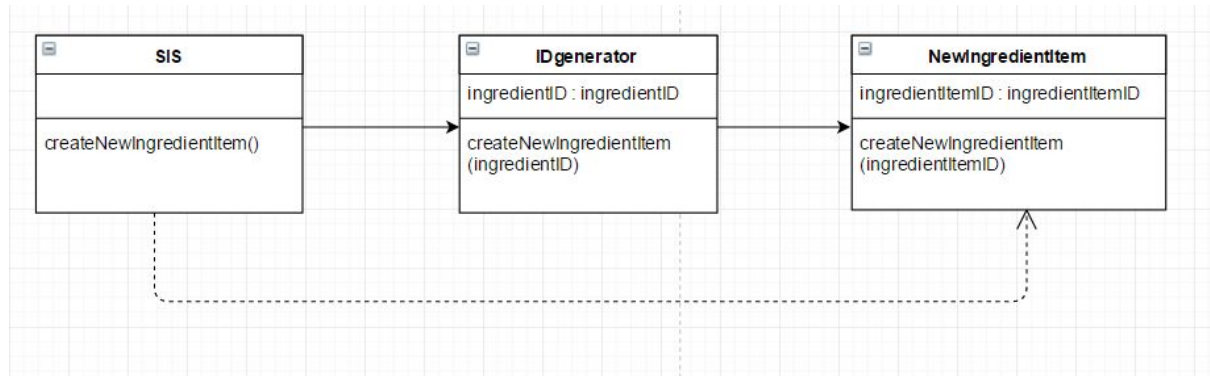 SIS
createNewIngredientItem()
IDgenerator
ingredientID : ingredientID
createNewIngredientItem
(ingredientID)
NewIngredientItem
ingredientItemID : ingredientItemID
createNewIngredientItem
(ingredientItemID)